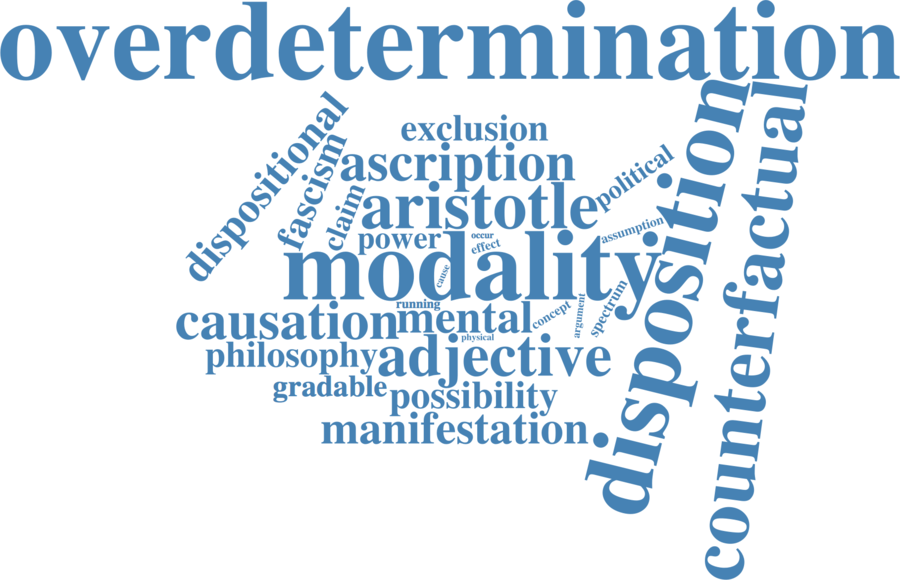 overdetermination
disposition
counterfactual
dispositional
fascism
claim
exclusion
ascription
political
aristotle
assumption
power
occur
effect
modality
cause
running
causation
mental
concept
argument
spectrum
physical
philosophy
adjective
gradable
possibility
manifestation